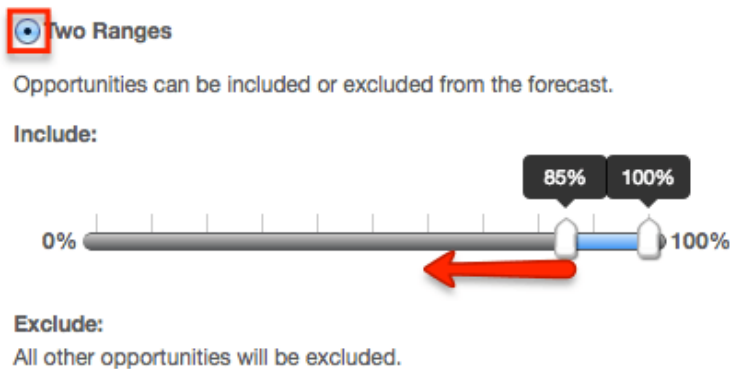 Two Ranges
Opportunities can be included or excluded from the forecast.
Include:
85% 100%
0% 100%
Exclude:
All other opportunities will be excluded.